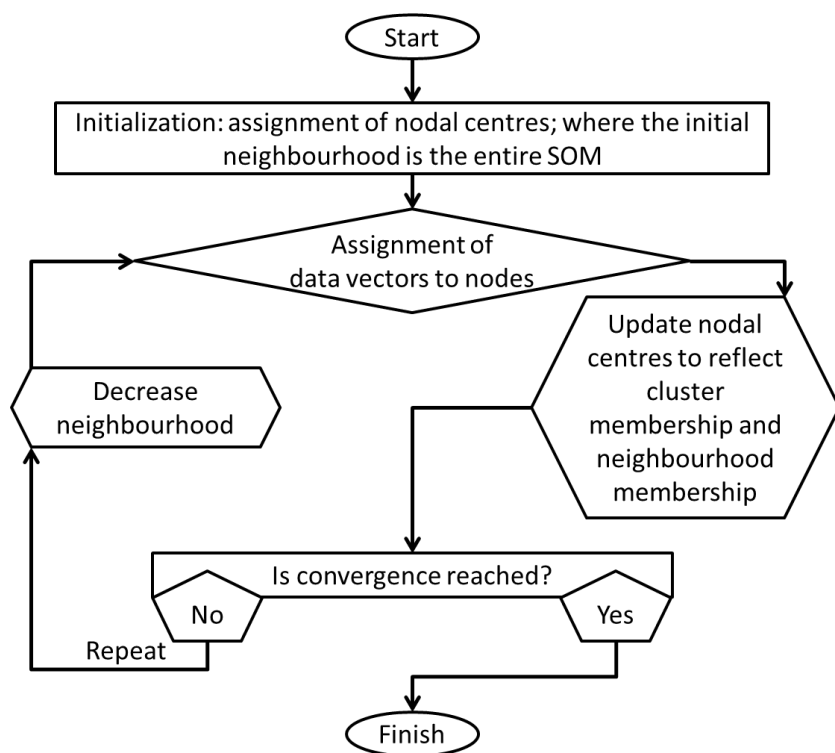 Start
Initialization: assignment of nodal centres; where the initial
neighbourhood is the entire SOM
Assignment of
data vectors to nodes
Update nodal
centres to reflect
cluster
membership and
neighbourhood
membership
Decrease
neighbourhood
Is convergence reached?
No
Yes
Repeat
Finish